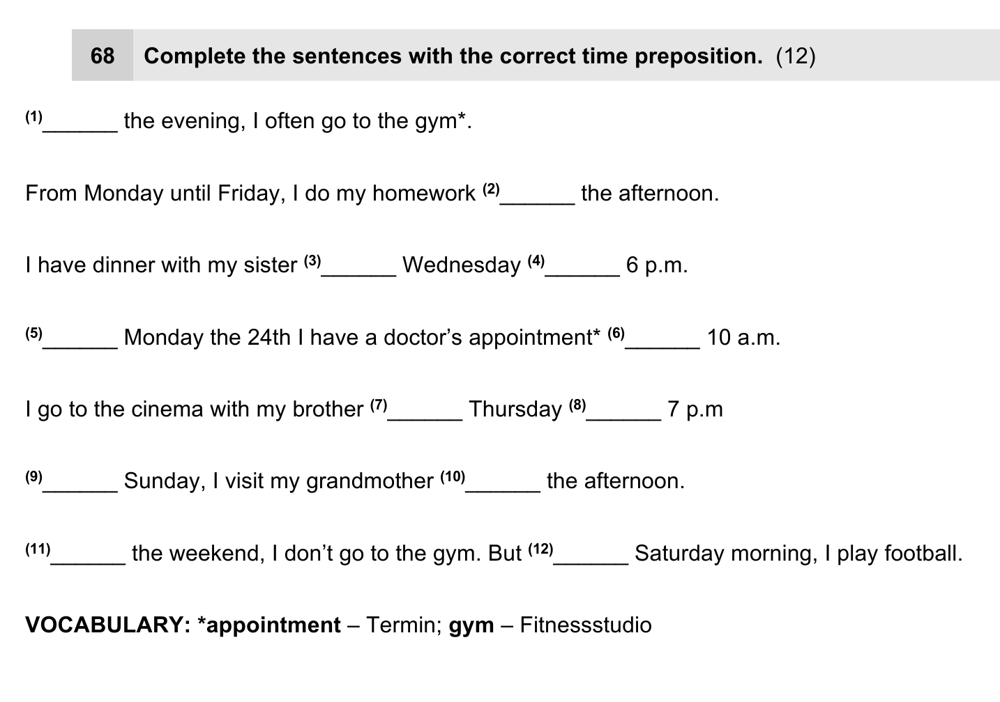 68 Complete the sentences with the correct time preposition. (12)
(1)______ the evening, I often go to the gym*.
From Monday until Friday, I do my homework (2)______ the afternoon.
I have dinner with my sister (3)______ Wednesday (4)______ 6 p.m.
(5)______ Monday the 24th I have a doctor’s appointment* (6)______ 10 a.m.
I go to the cinema with my brother (7)______ Thursday (8)______ 7 p.m
(9)______ Sunday, I visit my grandmother (10)______ the afternoon.
(11)______ the weekend, I don’t go to the gym. But (12)______ Saturday morning, I play football.
VOCABULARY: *appointment – Termin; gym – Fitnessstudio